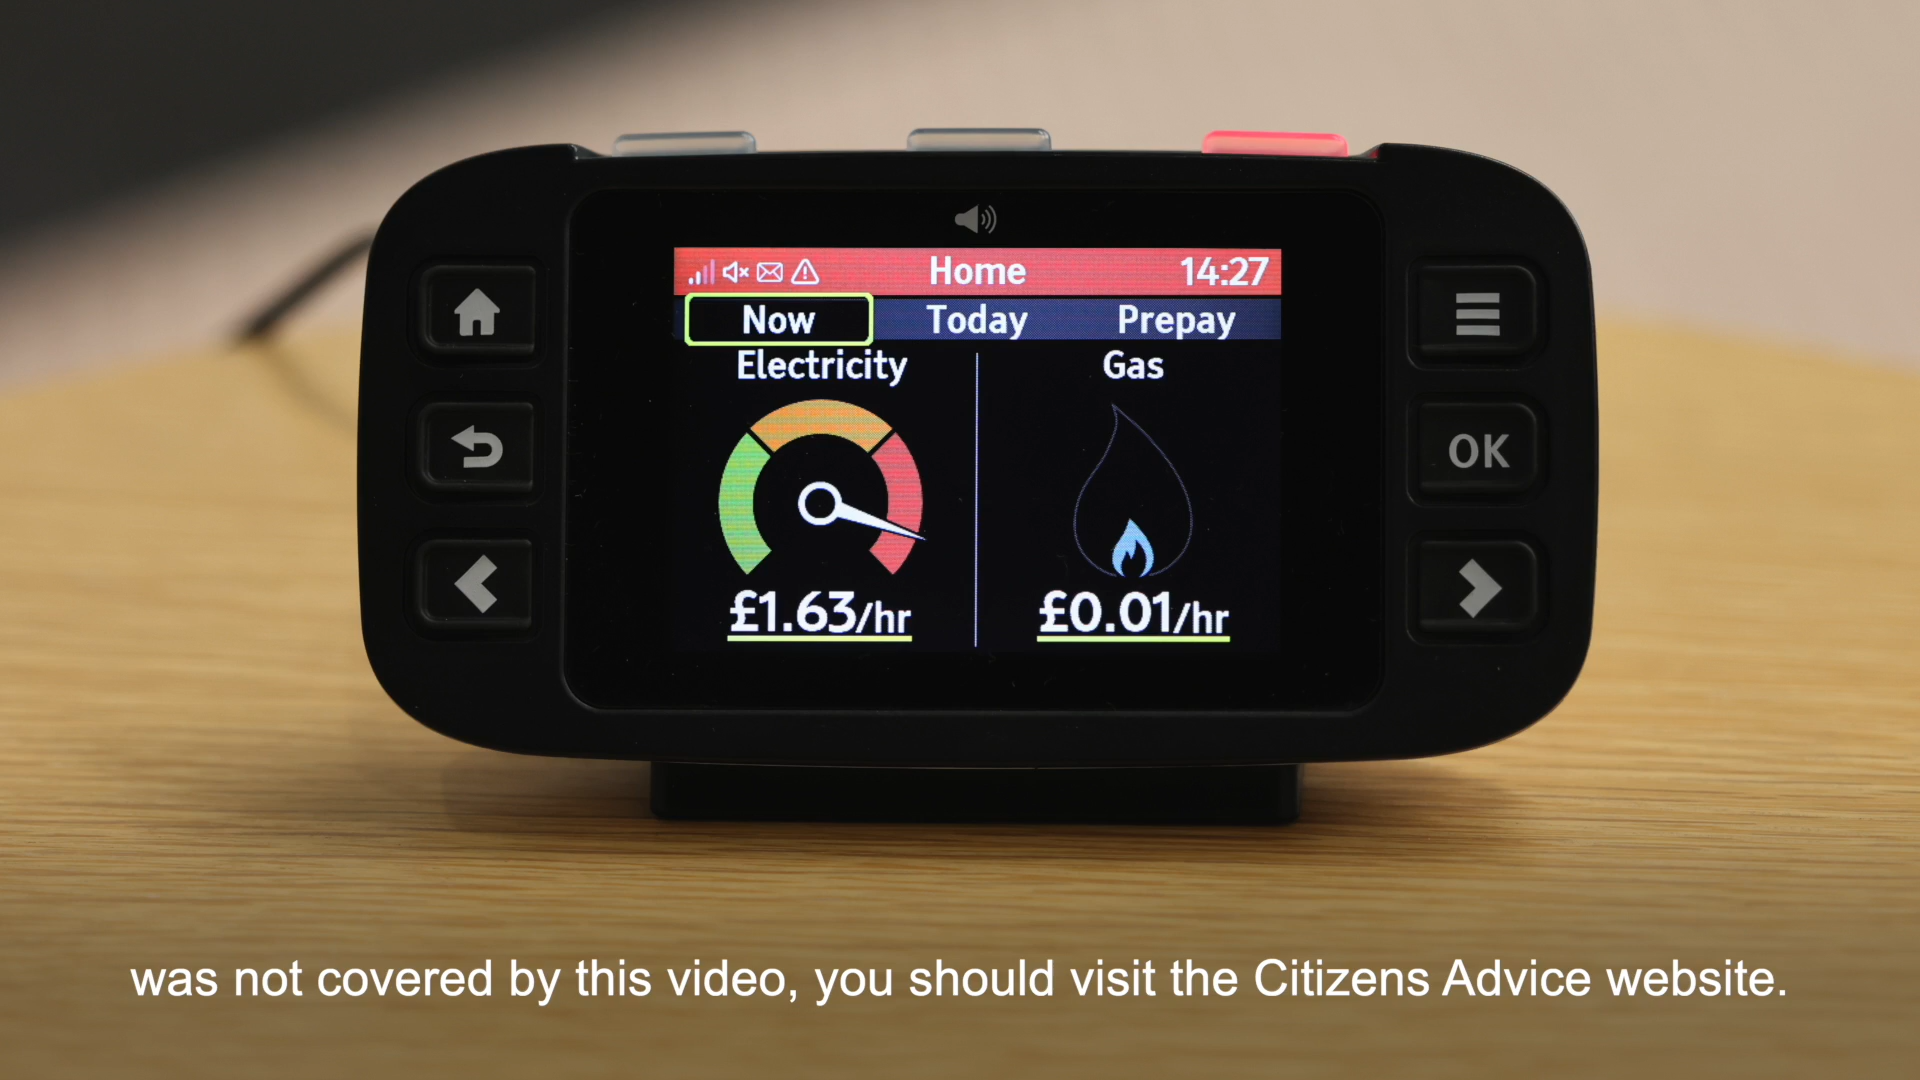 Home 14:27
Now Today Prepay
Electricity Gas
£1.63/hr £0.01/hr
OK
was not covered by this video, you should visit the Citizens Advice website.